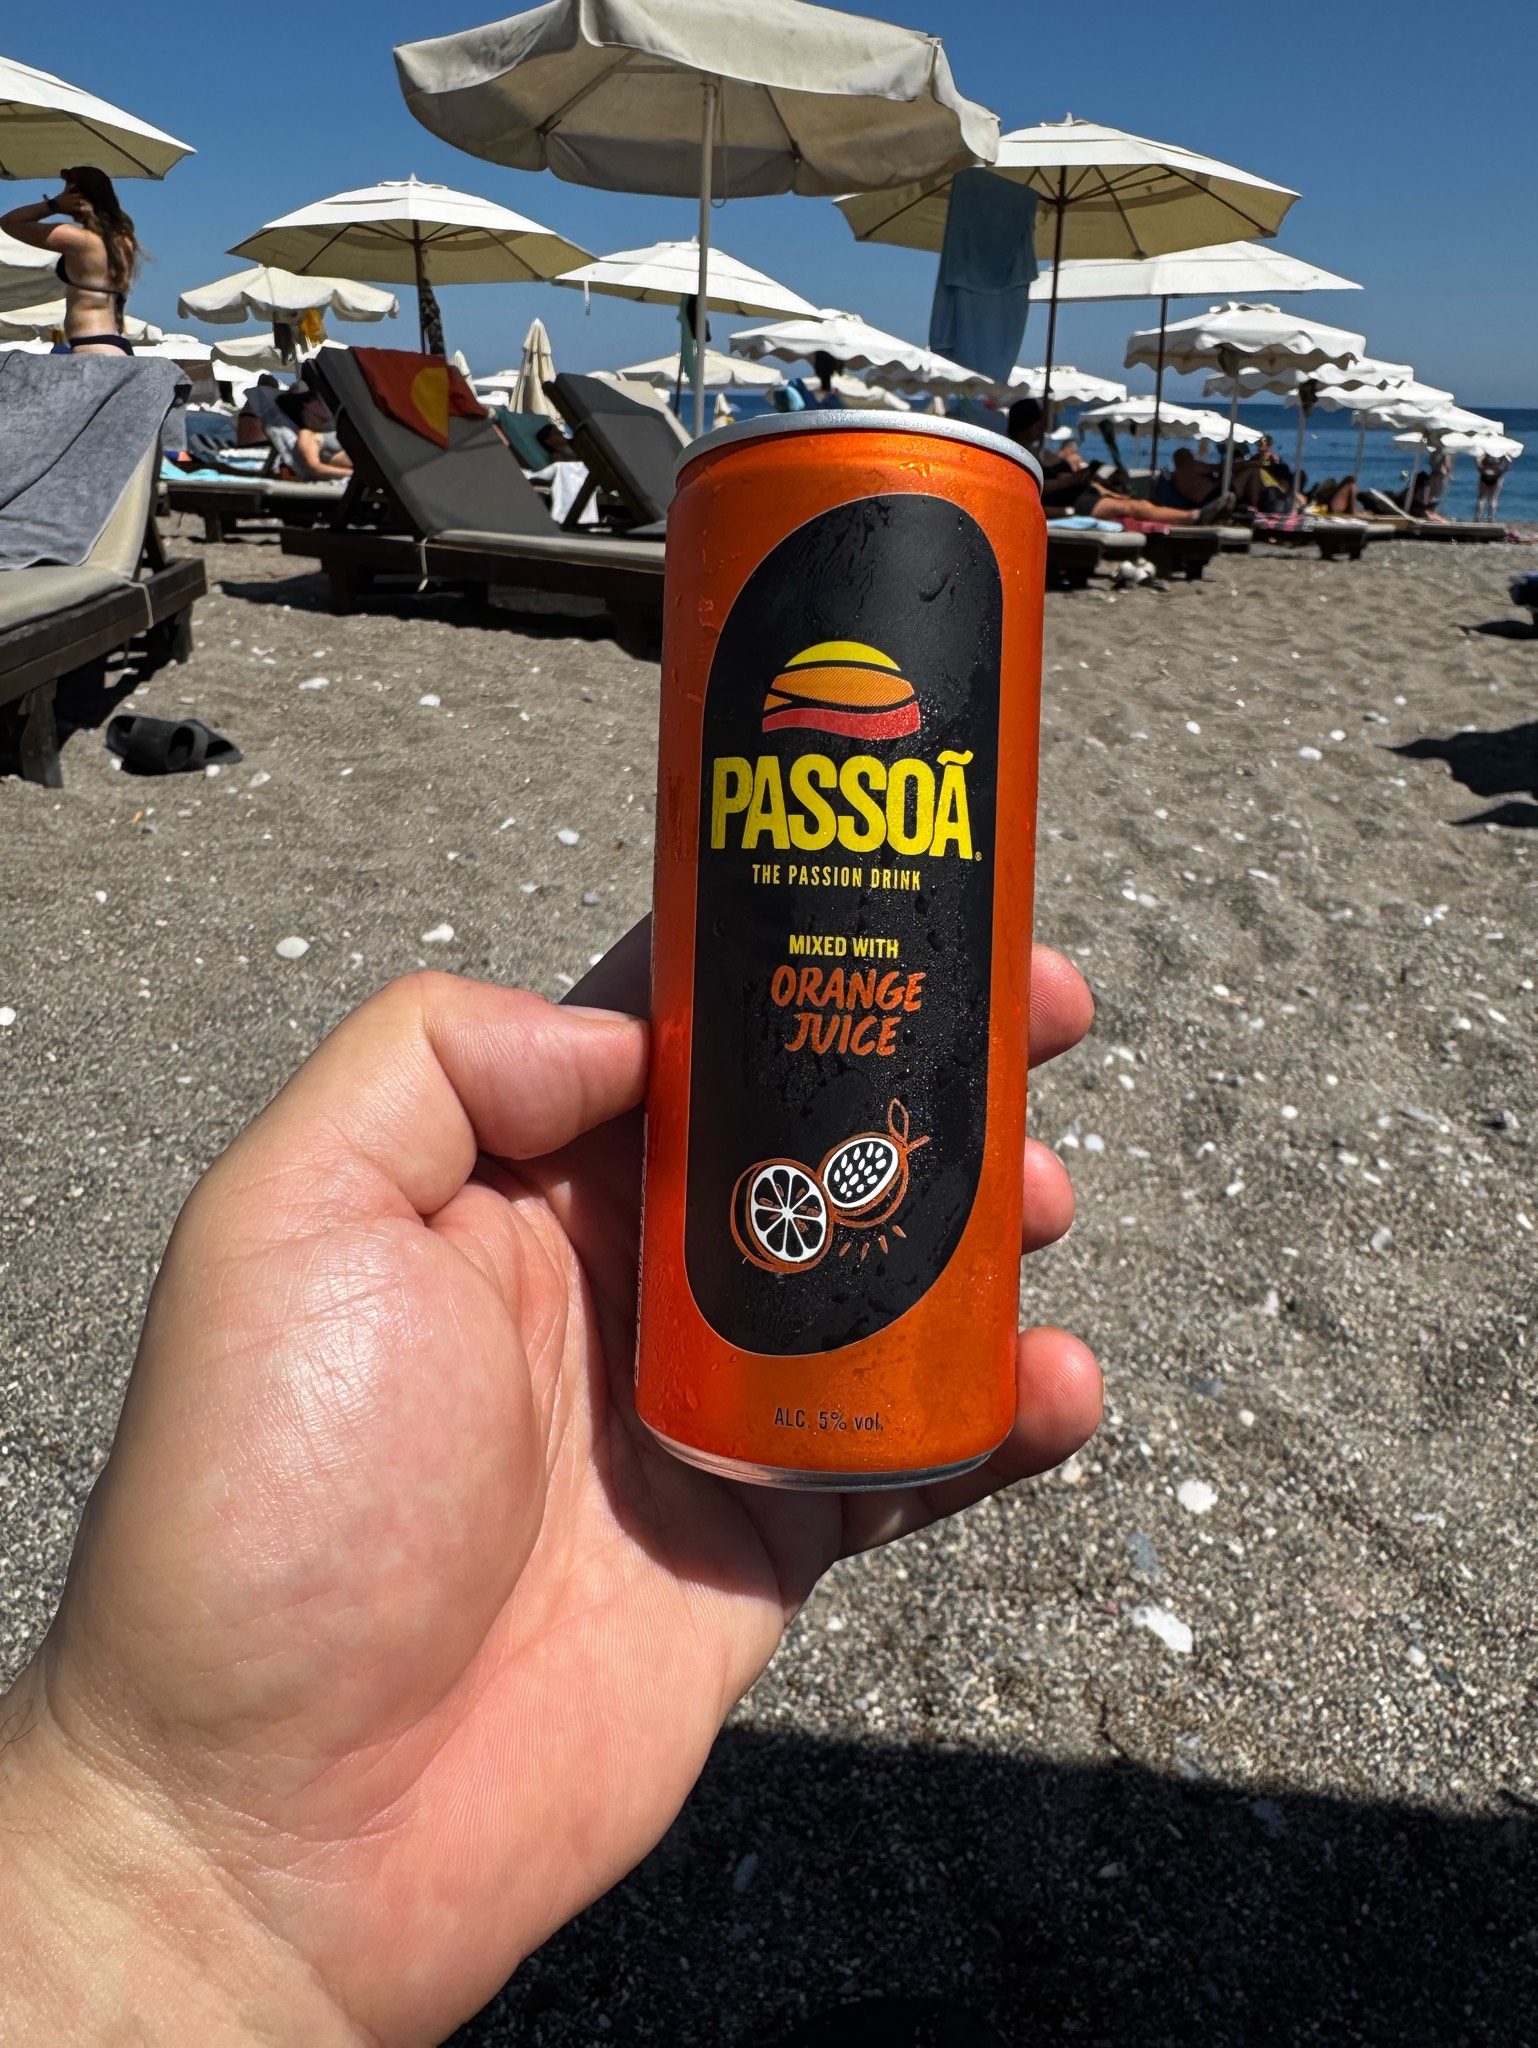 PASSOÃ®
THE PASSION DRINK
MIXED WITH
ORANGE
JUICE
ALC. 5% vol.